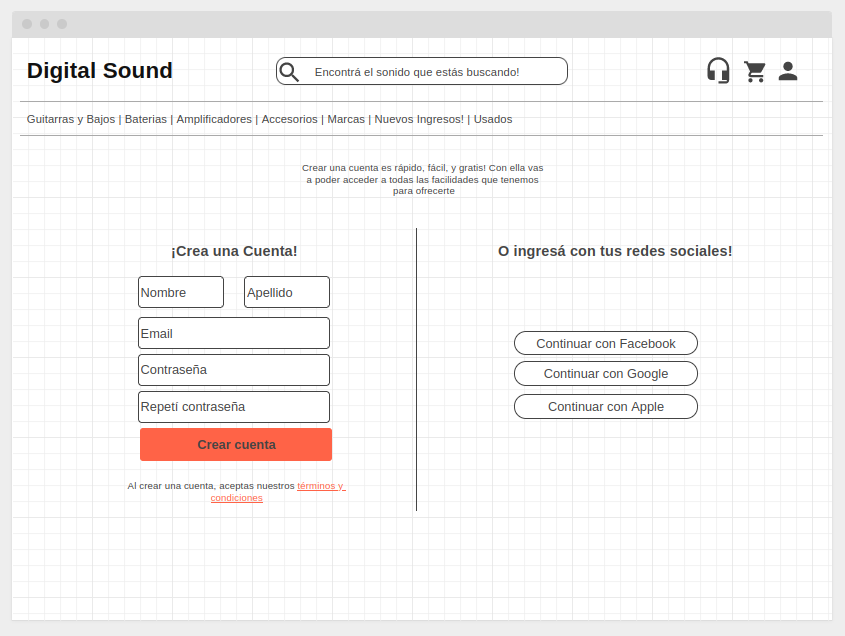 Digital Sound
Encontrá el sonido que estás buscando!
Guitarras y Bajos | Baterias | Amplificadores | Accesorios | Marcas | Nuevos Ingresos! | Usados
Crear una cuenta es rápido, fácil, y gratis! Con ella vas
a poder acceder a todas las facilidades que tenemos
para ofrecerte
¡Crea una Cuenta!
Nombre
Apellido
Email
Contraseña
Repetí contraseña
Crear cuenta
Al crear una cuenta, aceptas nuestros términos y
condiciones
O ingresá con tus redes sociales!
Continuar con Facebook
Continuar con Google
Continuar con Apple